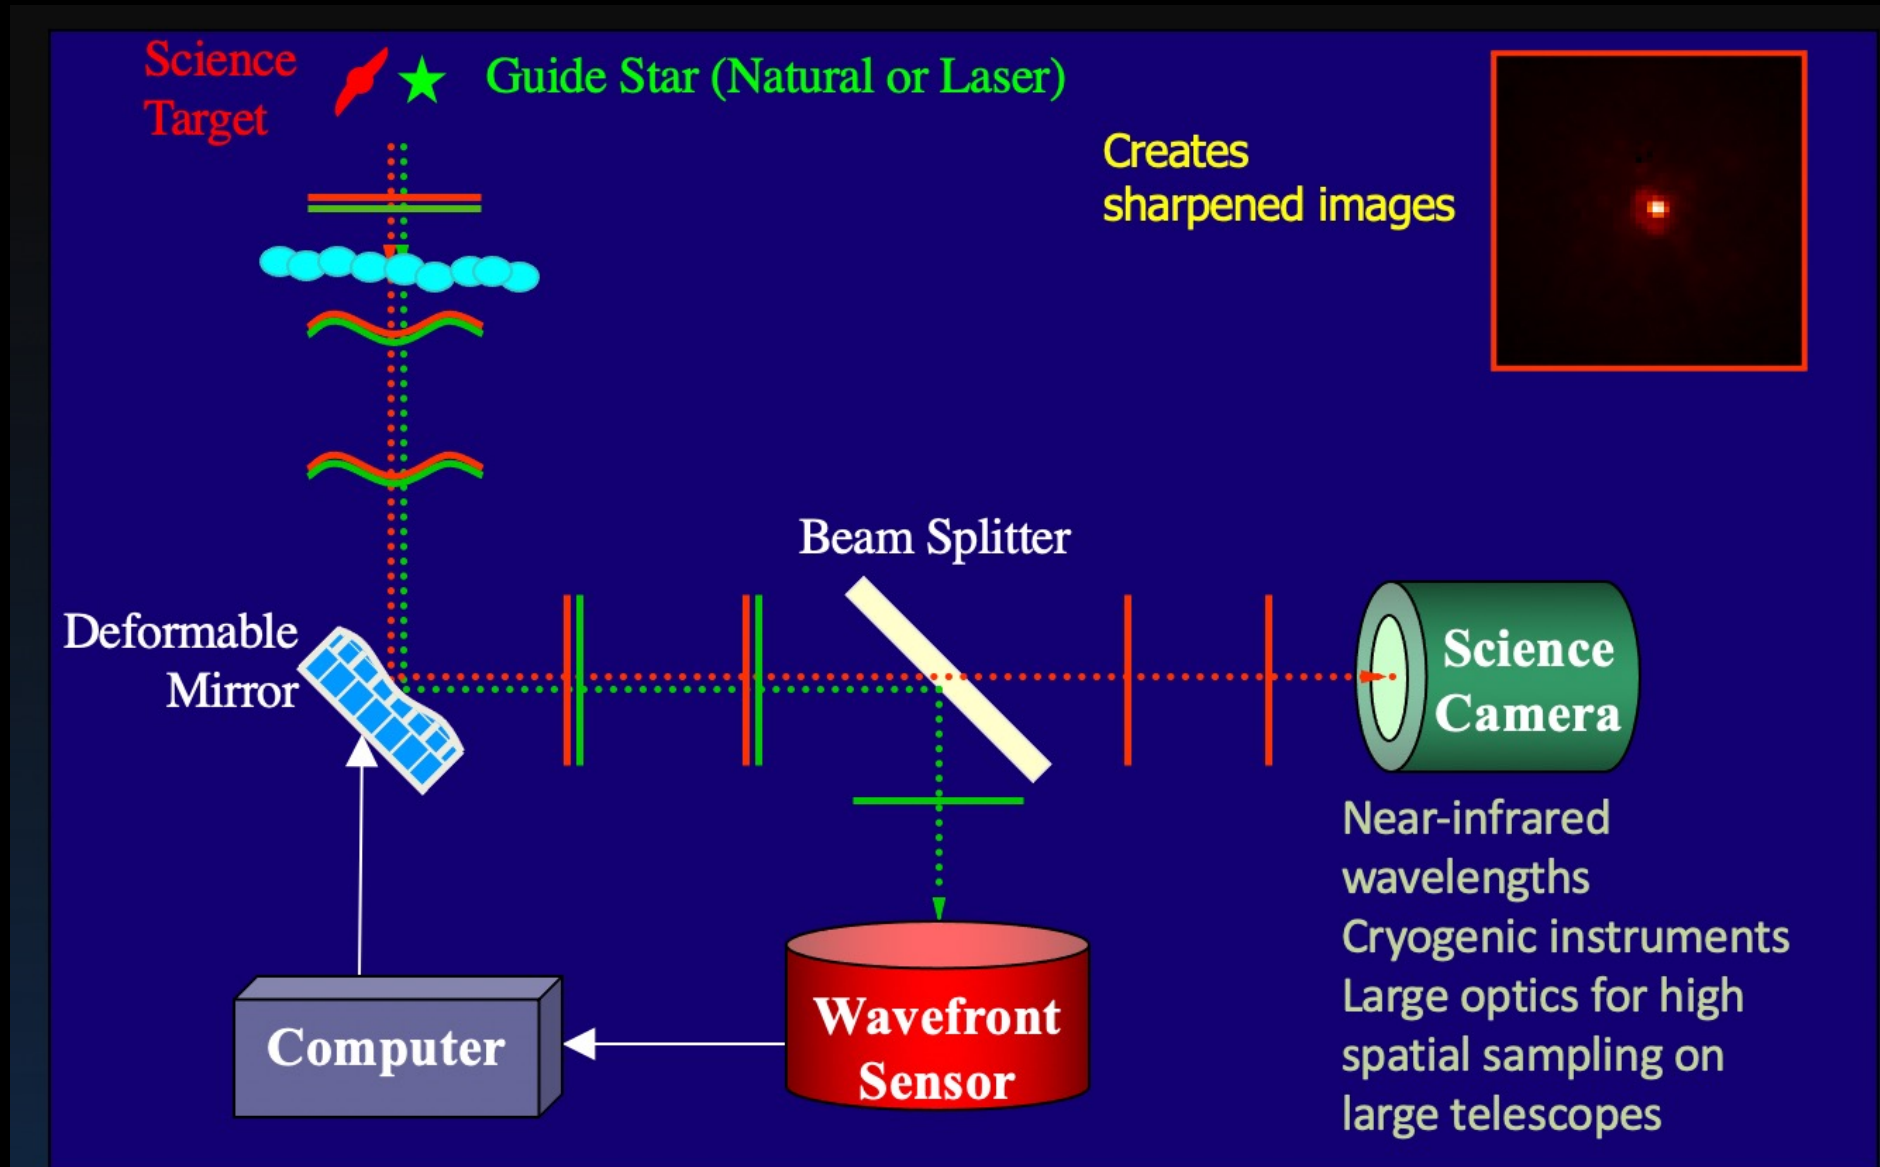 Science
Target
Guide Star (Natural or Laser)
Creates
sharpened images
Beam Splitter
Deformable
Mirror
Science
Camera
Near-infrared
wavelengths
Cryogenic instruments
Large optics for high
spatial sampling on
large telescopes
Computer
Wavefront
Sensor